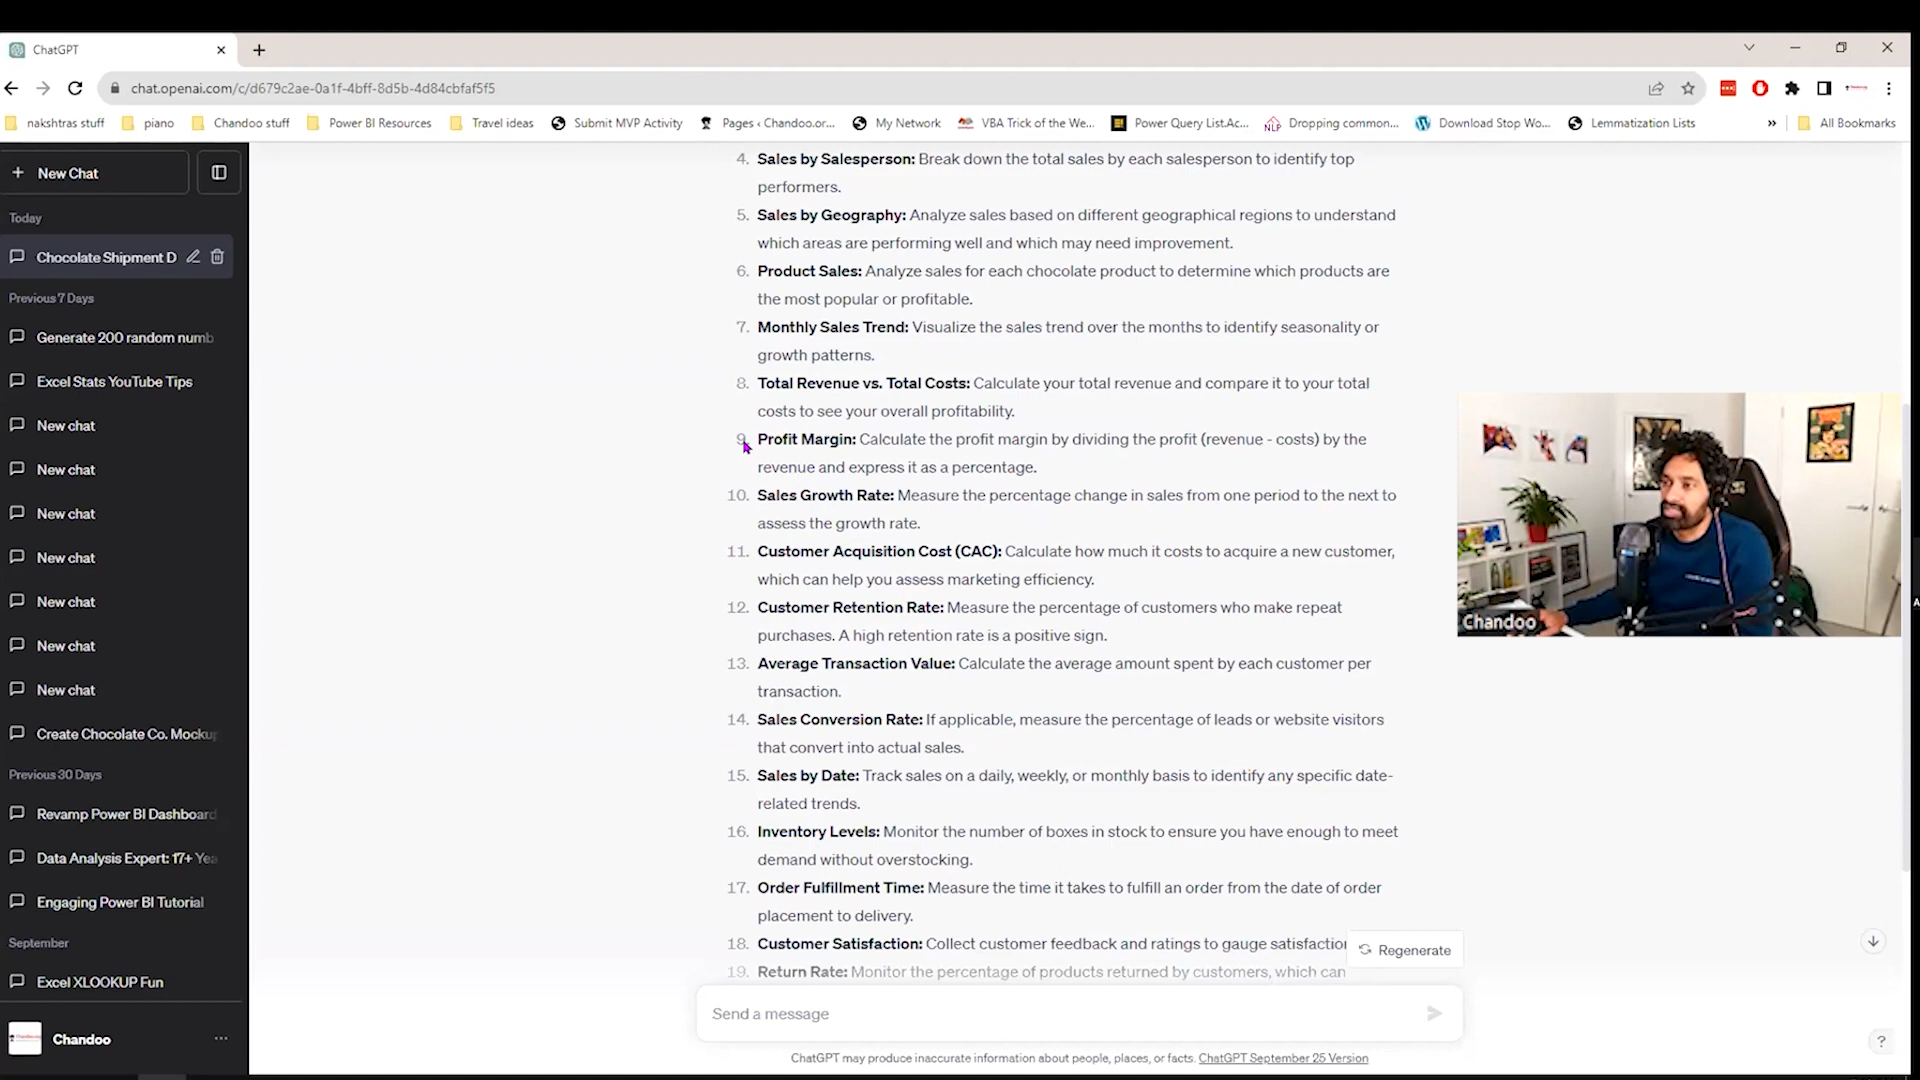 ChatGPT
chat.openai.com/c/d679c2ae-0a1f-4bff-8d5b-4d84cbfaf5f5
nakshtras stuff
piano
Chandoo stuff
Power BI Resources
Travel ideas
Submit MVP Activity
Pages ‹ Chandoo.or...
My Network
VBA Trick of the We...
Power Query List.Ac...
NLP
Dropping common...
Download Stop Wo...
Lemmatization Lists
»
All Bookmarks
+ New Chat
Today
Chocolate Shipment D
Previous 7 Days
Generate 200 random numb
Excel Stats YouTube Tips
New chat
New chat
New chat
New chat
New chat
New chat
New chat
Create Chocolate Co. Mocku
Previous 30 Days
Revamp Power BI Dashboard
Data Analysis Expert: 17+ Yea
Engaging Power BI Tutorial
September
Excel XLOOKUP Fun
Chandoo
4. Sales by Salesperson: Break down the total sales by each salesperson to identify top
performers.
5. Sales by Geography: Analyze sales based on different geographical regions to understand
which areas are performing well and which may need improvement.
6. Product Sales: Analyze sales for each chocolate product to determine which products are
the most popular or profitable.
7. Monthly Sales Trend: Visualize the sales trend over the months to identify seasonality or
growth patterns.
8. Total Revenue vs. Total Costs: Calculate your total revenue and compare it to your total
costs to see your overall profitability.
9. Profit Margin: Calculate the profit margin by dividing the profit (revenue - costs) by the
revenue and express it as a percentage.
10. Sales Growth Rate: Measure the percentage change in sales from one period to the next to
assess the growth rate.
11. Customer Acquisition Cost (CAC): Calculate how much it costs to acquire a new customer,
which can help you assess marketing efficiency.
12. Customer Retention Rate: Measure the percentage of customers who make repeat
purchases. A high retention rate is a positive sign.
13. Average Transaction Value: Calculate the average amount spent by each customer per
transaction.
14. Sales Conversion Rate: If applicable, measure the percentage of leads or website visitors
that convert into actual sales.
15. Sales by Date: Track sales on a daily, weekly, or monthly basis to identify any specific date-
related trends.
16. Inventory Levels: Monitor the number of boxes in stock to ensure you have enough to meet
demand without overstocking.
17. Order Fulfillment Time: Measure the time it takes to fulfill an order from the date of order
placement to delivery.
18. Customer Satisfaction: Collect customer feedback and ratings to gauge satisfaction
19. Return Rate: Monitor the percentage of products returned by customers, which can
Regenerate
Send a message
ChatGPT may produce inaccurate information about people, places, or facts. ChatGPT September 25 Version
?
Chandoo